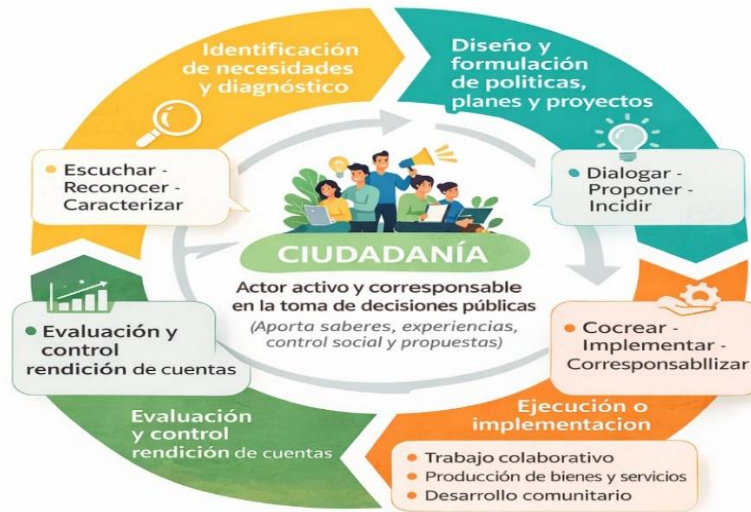 Identificación
de necesidades
y diagnóstico
Escuchar -
Reconocer -
Caracterizar
Diseño y
formulación
de politicas,
planes y proyectos
Dialogar -
Proponer -
Incidir
CIUDADANÍA
Actor activo y corresponsable
en la toma de decisiones públicas
(Aporta saberes, experiencias,
control social y propuestas)
Cocrear -
Implementar -
Corresponsabllizar
Ejecución o
implementacion
Trabajo colaborativo
Producción de bienes y servicios
Desarrollo comunitario
Evaluación y
control
rendición de cuentas
Evaluación
y control
rendición de cuentas